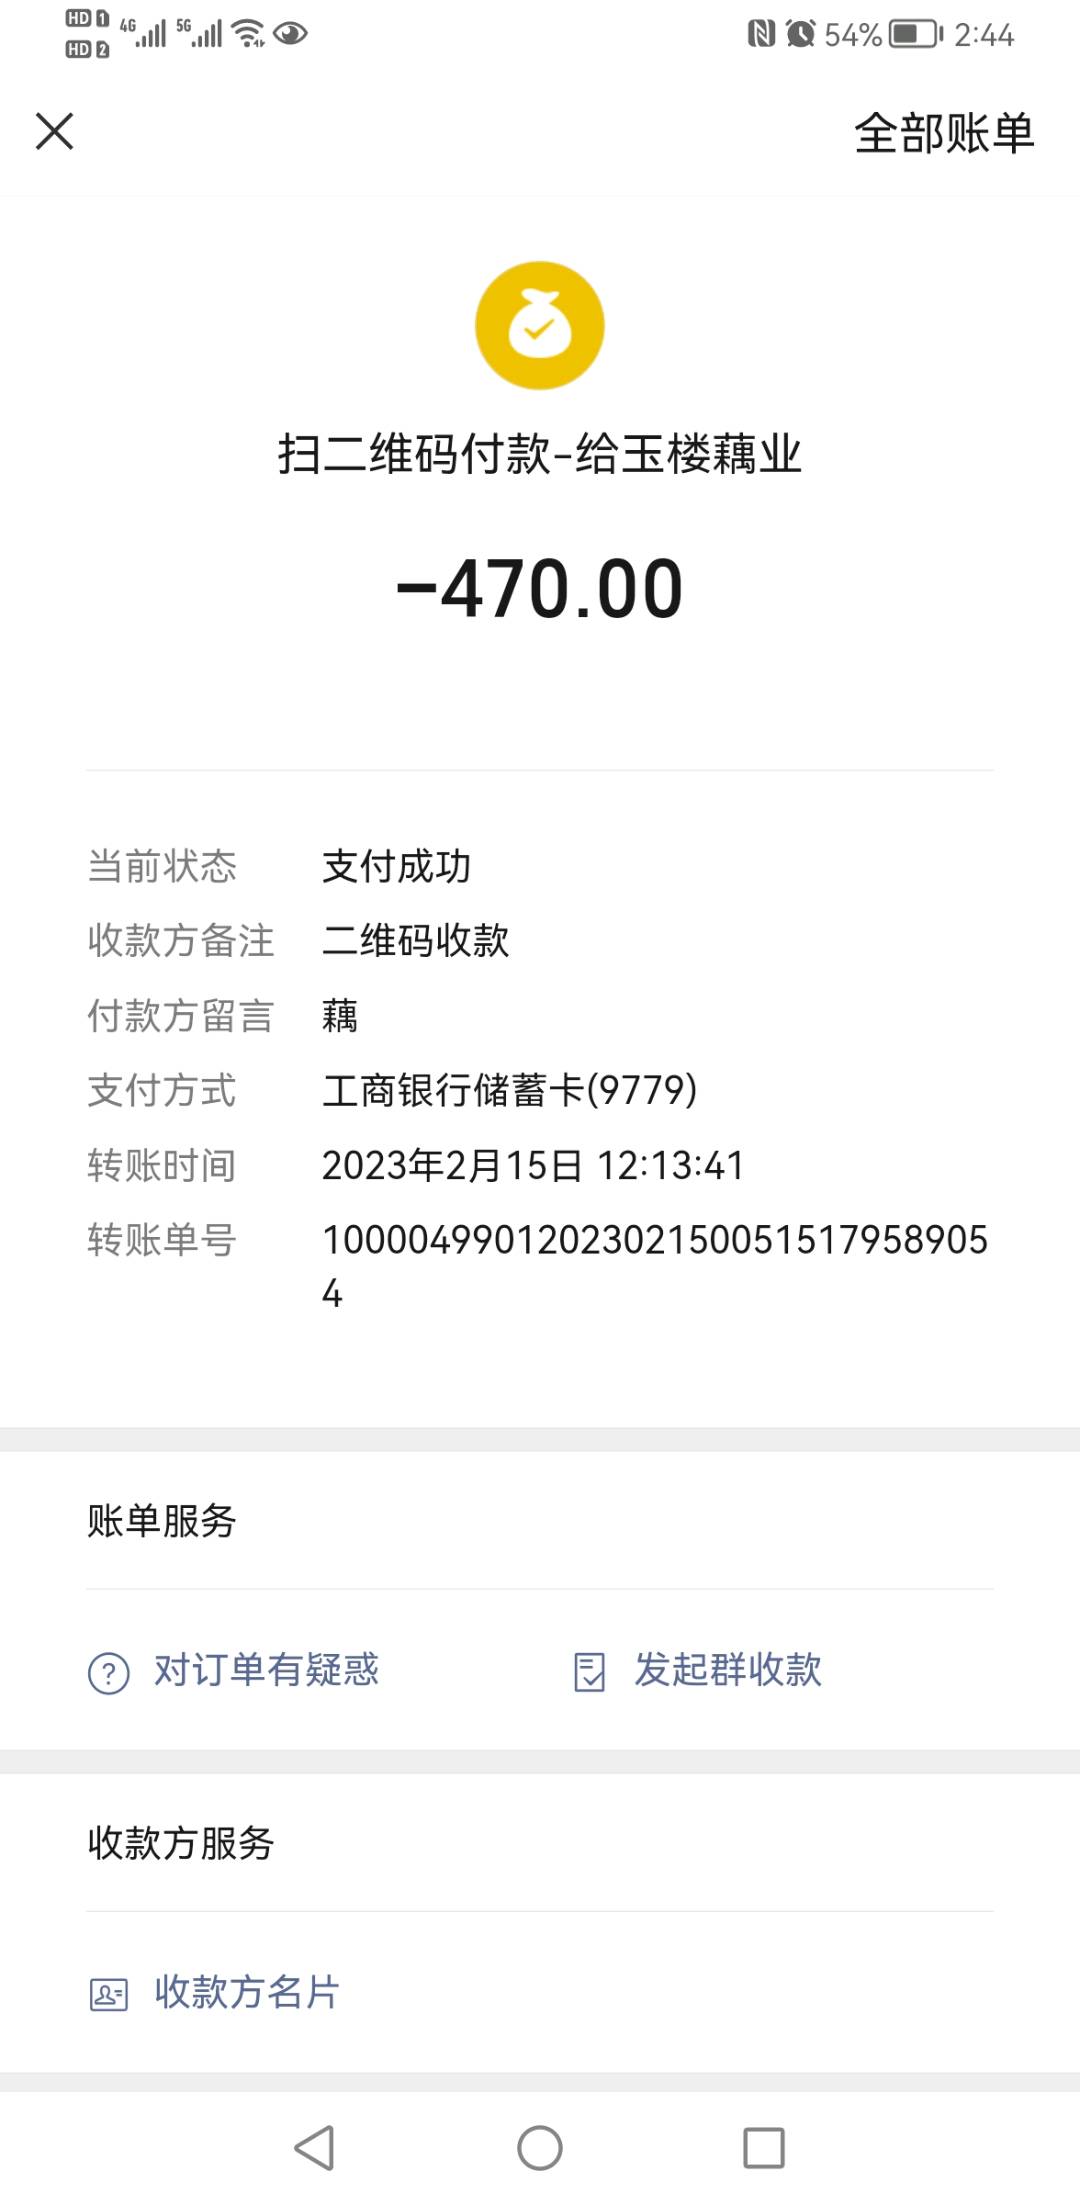 HD 1 4G 5G 54% 2:44
HD 2
全部账单
扫二维码付款-给玉楼藕业
-470.00
当前状态 支付成功
收款方备注 二维码收款
付款方留言 藕
支付方式 工商银行储蓄卡(9779)
转账时间 2023年2月15日 12:13:41
转账单号 1000049901202302150051517958905
4
账单服务
对订单有疑惑 发起群收款
收款方服务
收款方名片